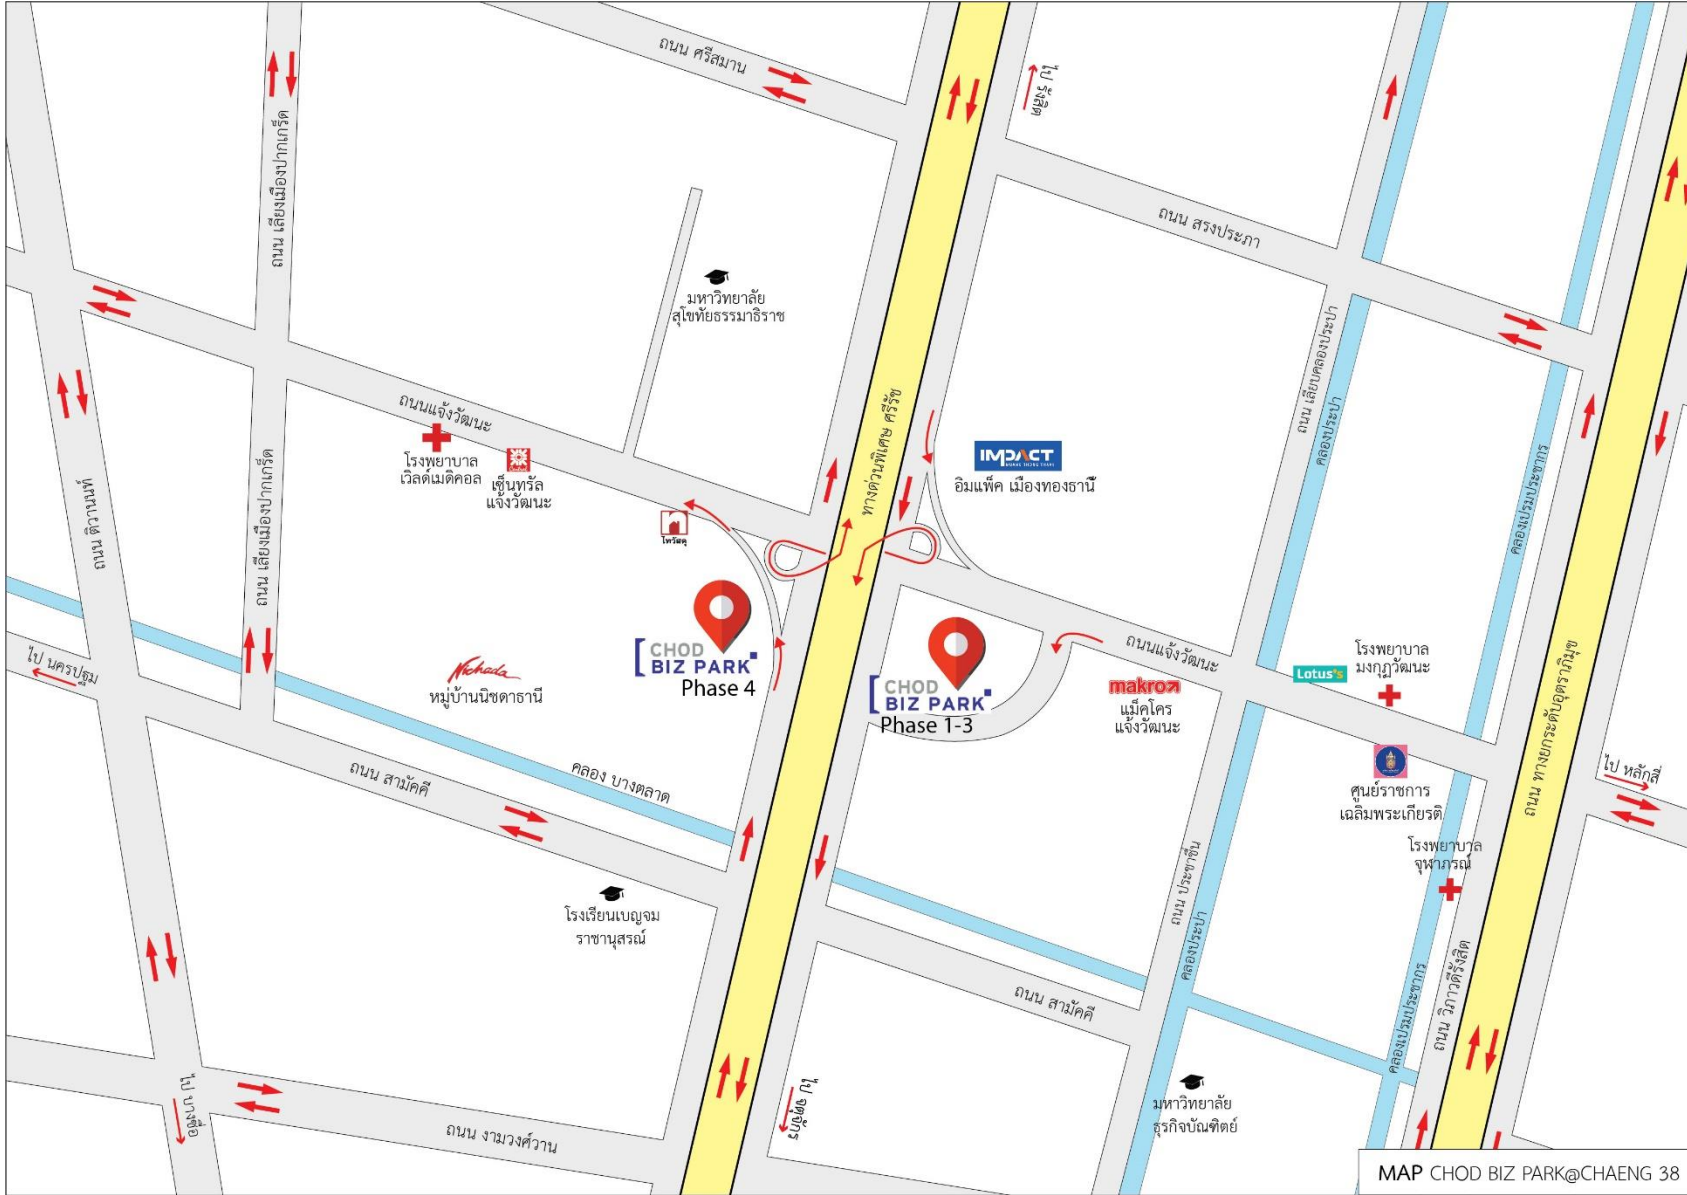 ถนน ศรีสมาน
ไป รังสิต
ถนน เลี่ยงเมืองปากเกร็ด
ถนน สรงประภา
มหาวิทยาลัย
สุโขทัยธรรมาธิราช
ถนน เลียบคลองประปา
คลองประปา
ถนนแจ้งวัฒนะ
โรงพยาบาล
เวิลด์เมดิคอล
เซ็นทรัล
แจ้งวัฒนะ
ไทวัสดุ
ทางด่วนพิเศษ ศรีรัช
IMPACT
MUANG THONG THANI
อิมแพ็ค เมืองทองธานี
คลองเปรมประชากร
ถนน ติวานนท์
ถนน เลี่ยงเมืองปากเกร็ด
CHOD
BIZ PARK
Phase 4
CHOD
BIZ PARK
Phase 1-3
ถนนแจ้งวัฒนะ
makro
แม็คโคร
แจ้งวัฒนะ
Lotus's
โรงพยาบาล
มงกุฎวัฒนะ
ไป นครปฐม
Nichada
หมู่บ้านนิชดาธานี
ถนน สามัคคี
คลอง บางตลาด
ศูนย์ราชการ
เฉลิมพระเกียรติ
ถนน ทางยกระดับอุตราภิมุข
ไป หลักสี่
โรงพยาบาล
จุฬาภรณ์
โรงเรียนเบญจม
ราชานุสรณ์
ถนน ประชาชื่น
คลองประปา
ถนน สามัคคี
คลองเปรมประชากร
ถนน วิภาวดีรังสิต
ไป บางซื่อ
ถนน งามวงศ์วาน
ไป จตุจักร
มหาวิทยาลัย
ธุรกิจบัณฑิตย์
MAP CHOD BIZ PARK@CHAENG 38